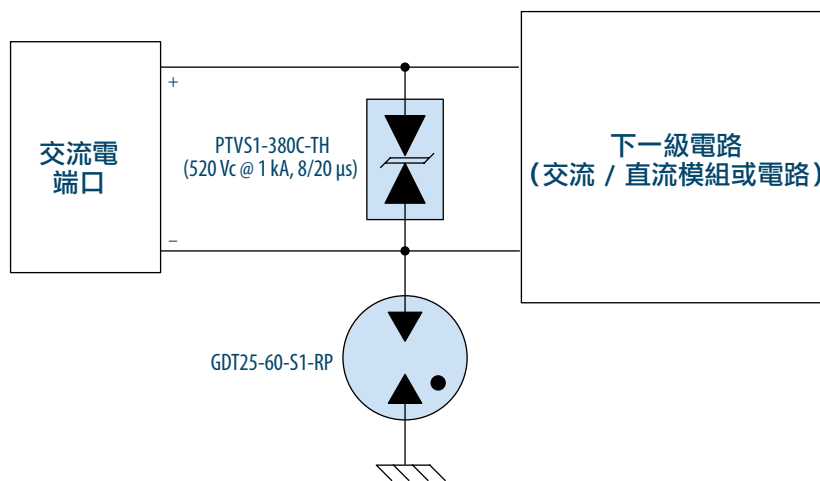 交流電
端口
+
−
PTVS1-380C-TH
(520 Vc @ 1 kA, 8/20 µs)
下一級電路
(交流 / 直流模組或電路)
GDT25-60-S1-RP